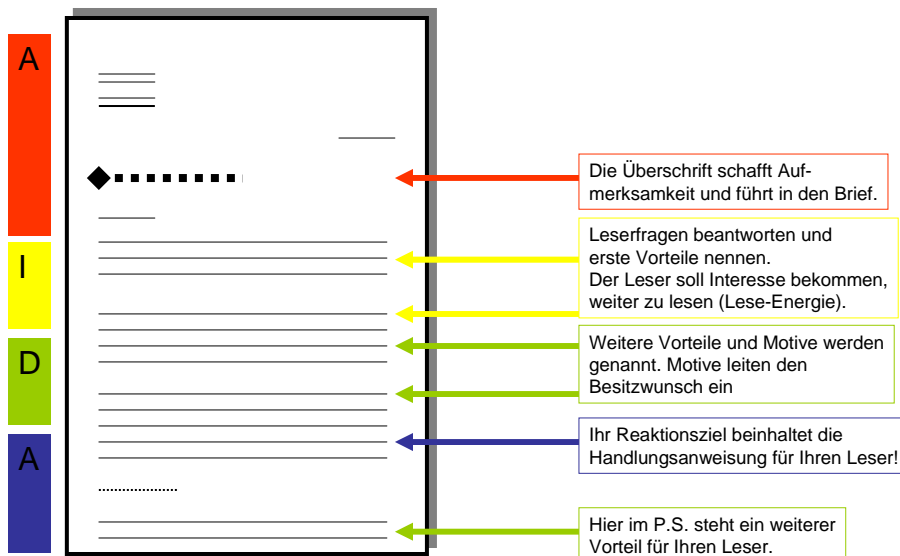 A
I
D
A
Die Überschrift schafft Auf-
merksamkeit und führt in den Brief.
Leserfragen beantworten und
erste Vorteile nennen.
Der Leser soll Interesse bekommen,
weiter zu lesen (Lese-Energie).
Weitere Vorteile und Motive werden
genannt. Motive leiten den
Besitzwunsch ein
Ihr Reaktionsziel beinhaltet die
Handlungsanweisung für Ihren Leser!
Hier im P.S. steht ein weiterer
Vorteil für Ihren Leser.